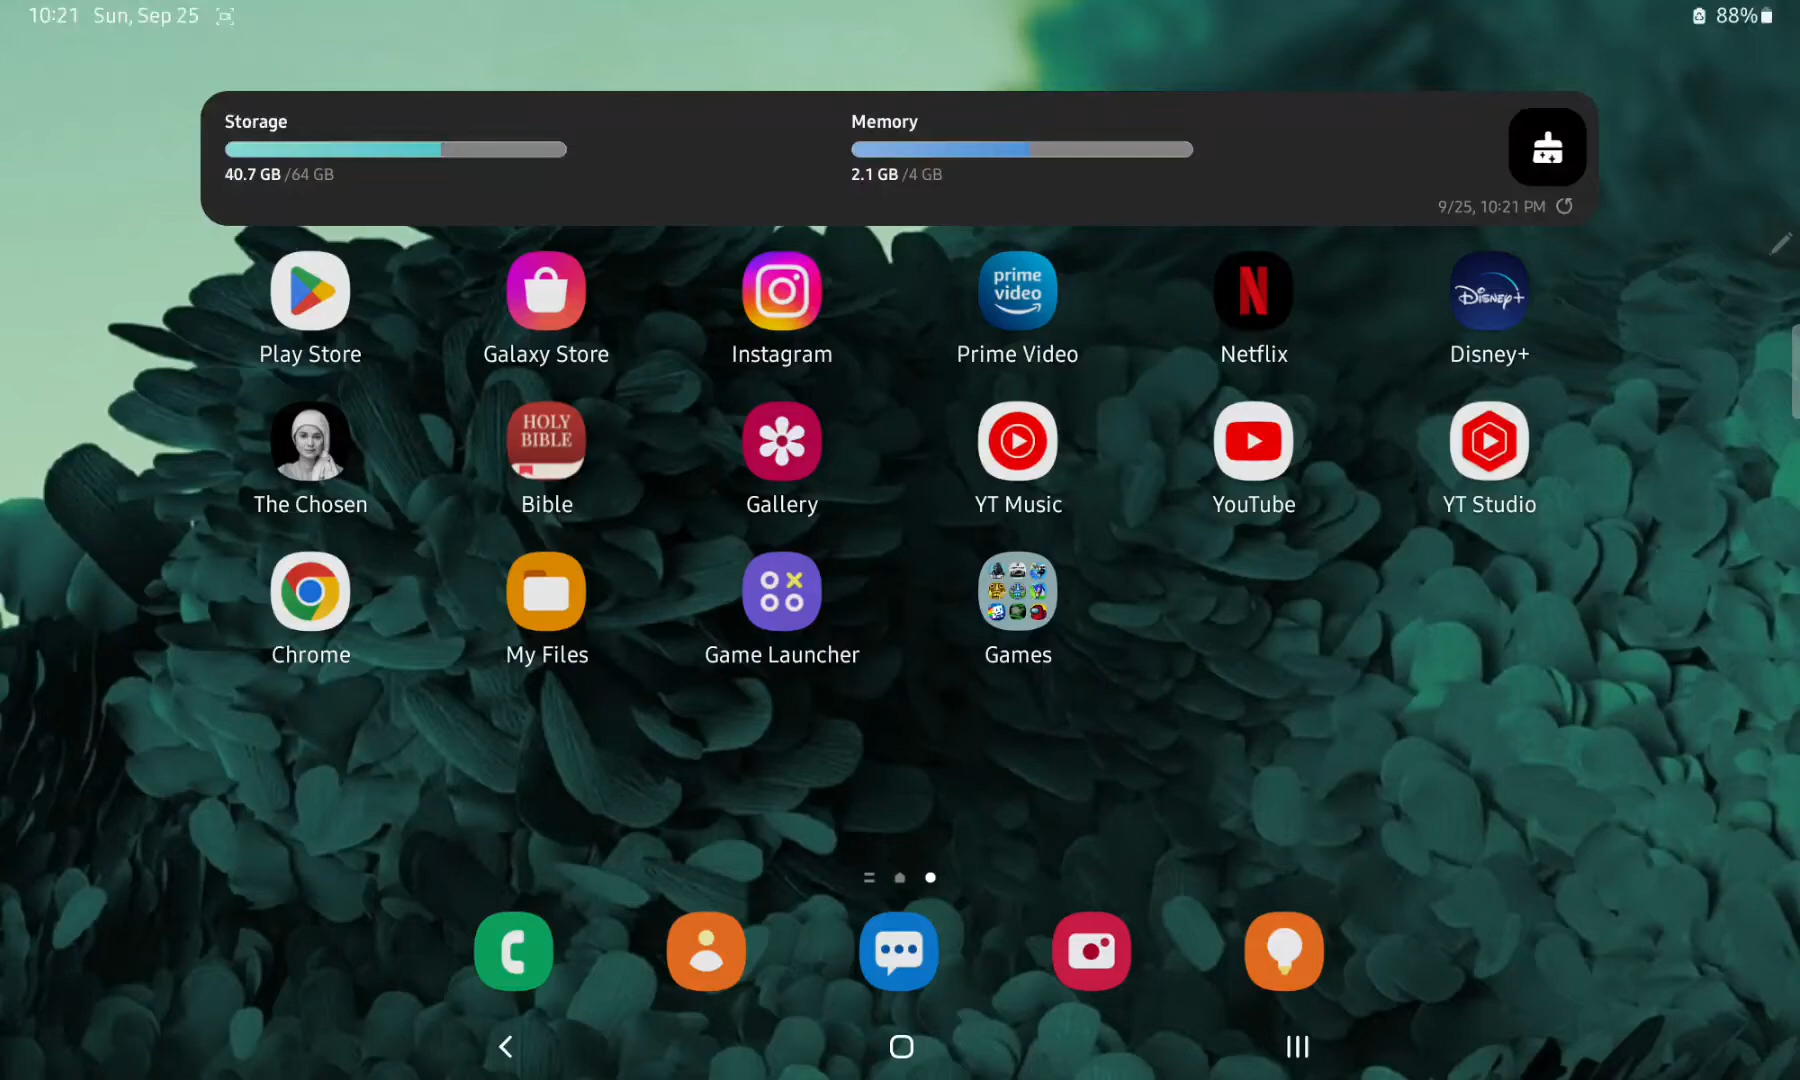 10:21 Sun, Sep 25
88%
Storage
Memory
40.7 GB /64 GB
2.1 GB /4 GB
9/25, 10:21 PM
prime
video
N
Disney+
Play Store
Galaxy Store
Instagram
Prime Video
Netflix
Disney+
HOLY
BIBLE
The Chosen
Bible
Gallery
YT Music
YouTube
YT Studio
Chrome
My Files
Game Launcher
Games